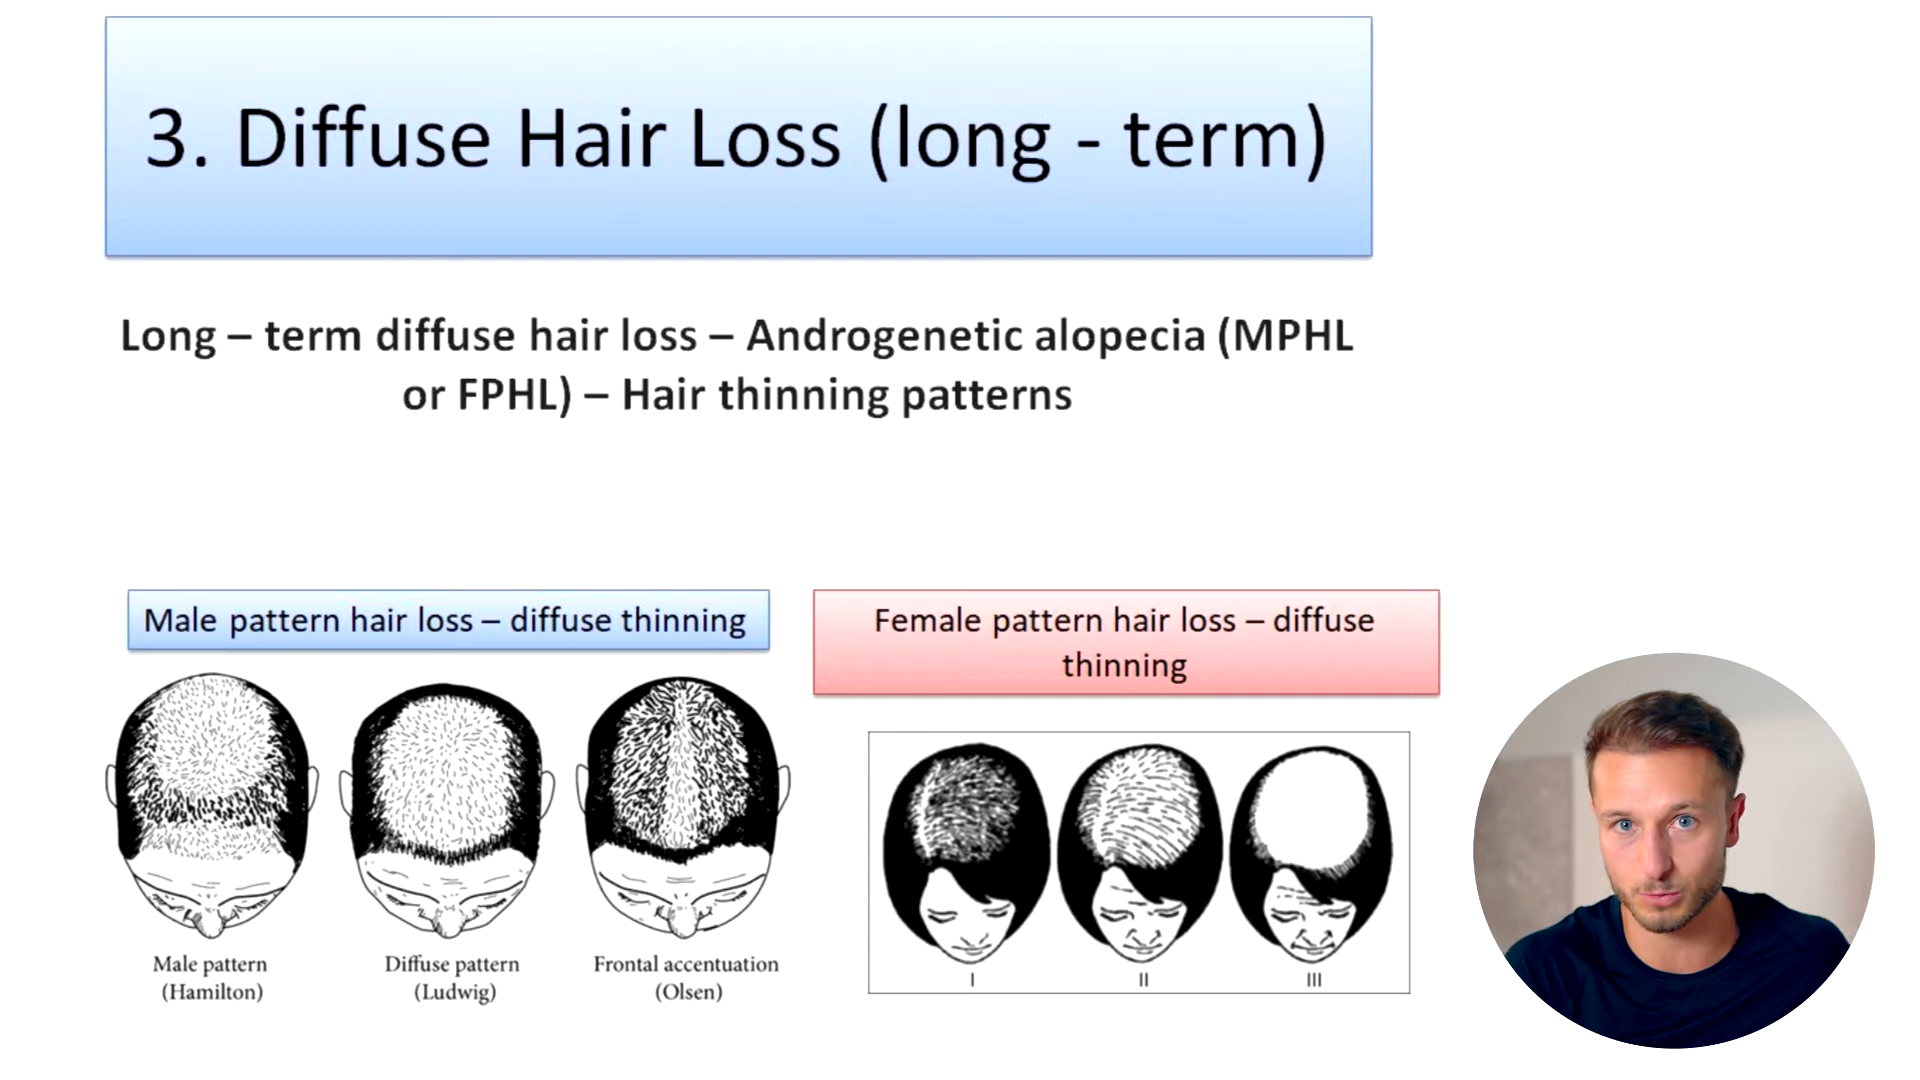 3. Diffuse Hair Loss (long - term)
Long – term diffuse hair loss – Androgenetic alopecia (MPHL
or FPHL) – Hair thinning patterns
Male pattern hair loss – diffuse thinning
Female pattern hair loss – diffuse
thinning
Male pattern
(Hamilton)
Diffuse pattern
(Ludwig)
Frontal accentuation
(Olsen)
I
II
III